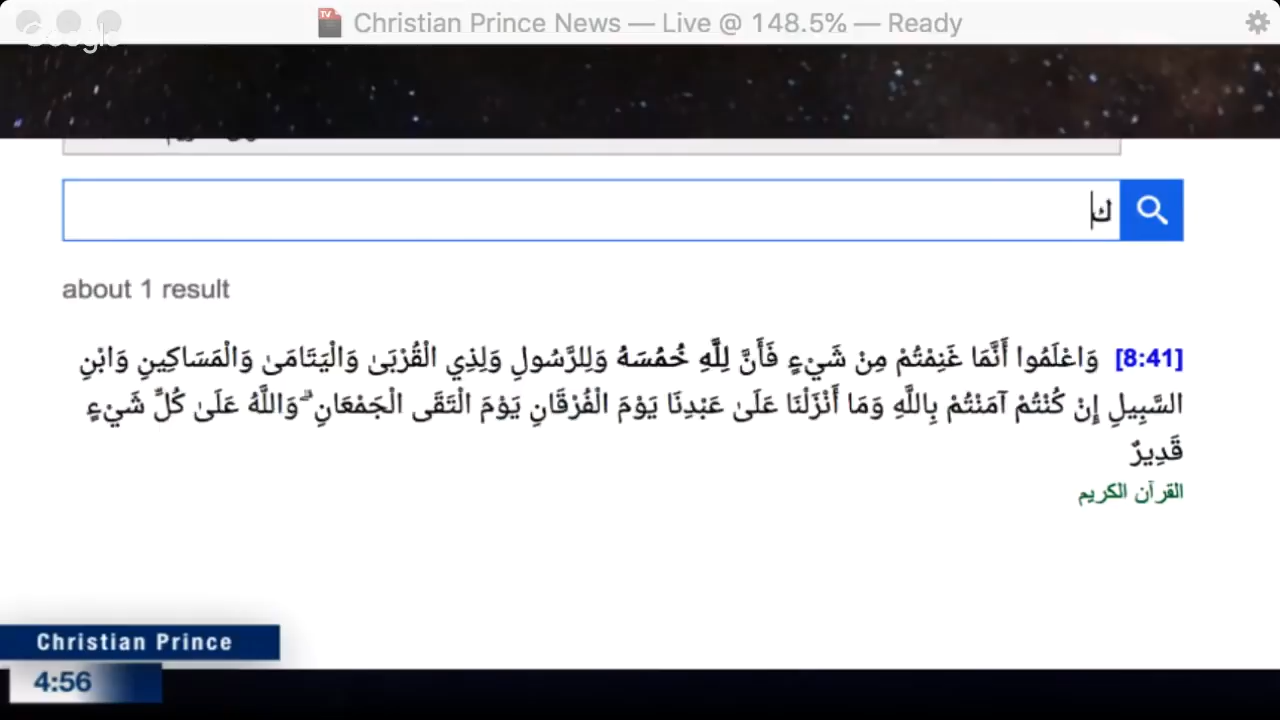 Christian Prince News — Live @ 148.5% — Ready
Google
ك
about 1 result
[8:41] وَاعْلَمُوا أَنَّمَا غَنِمْتُمْ مِنْ شَيْءٍ فَأَنَّ لِلَّهِ خُمُسَهُ وَلِلرَّسُولِ وَلِذِي الْقُرْبَىٰ وَالْيَتَامَىٰ وَالْمَسَاكِينِ وَابْنِ
السَّبِيلِ إِنْ كُنْتُمْ آمَنْتُمْ بِاللَّهِ وَمَا أَنْزَلْنَا عَلَىٰ عَبْدِنَا يَوْمَ الْفُرْقَانِ يَوْمَ الْتَقَى الْجَمْعَانِ ۗ وَاللَّهُ عَلَىٰ كُلِّ شَيْءٍ
قَدِيرٌ
القرآن الكريم
Christian Prince
4:56